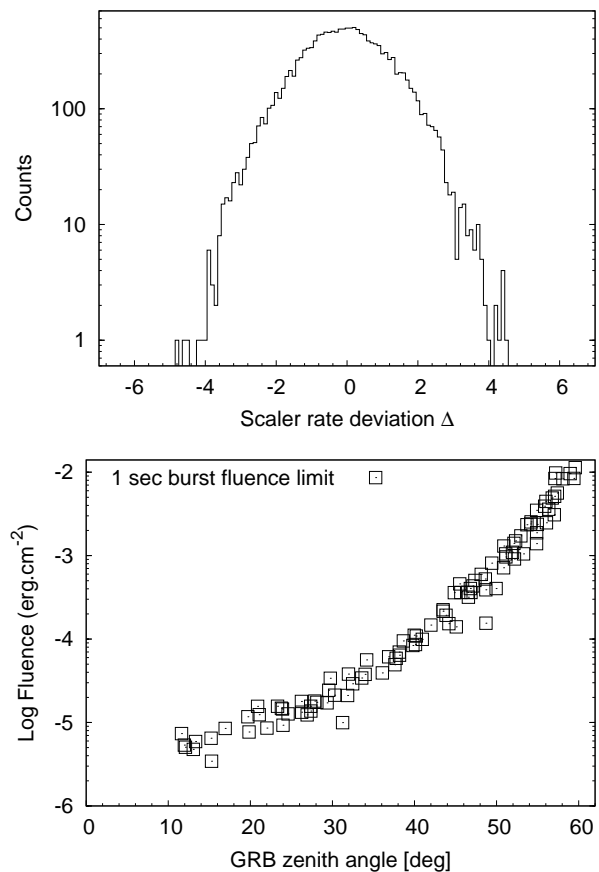 100
10
1
Counts
-6 -4 -2 0 2 4 6
Scaler rate deviation Δ
1 sec burst fluence limit
-2
-3
-4
-5
-6
Log Fluence (erg.cm⁻²)
0 10 20 30 40 50 60
GRB zenith angle [deg]